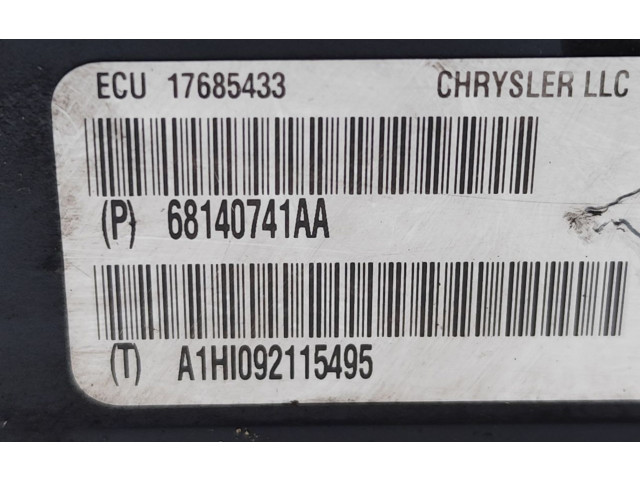 ECU 17685433 CHRYSLER LLC
(P) 68140741AA
(T) A1HI092115495